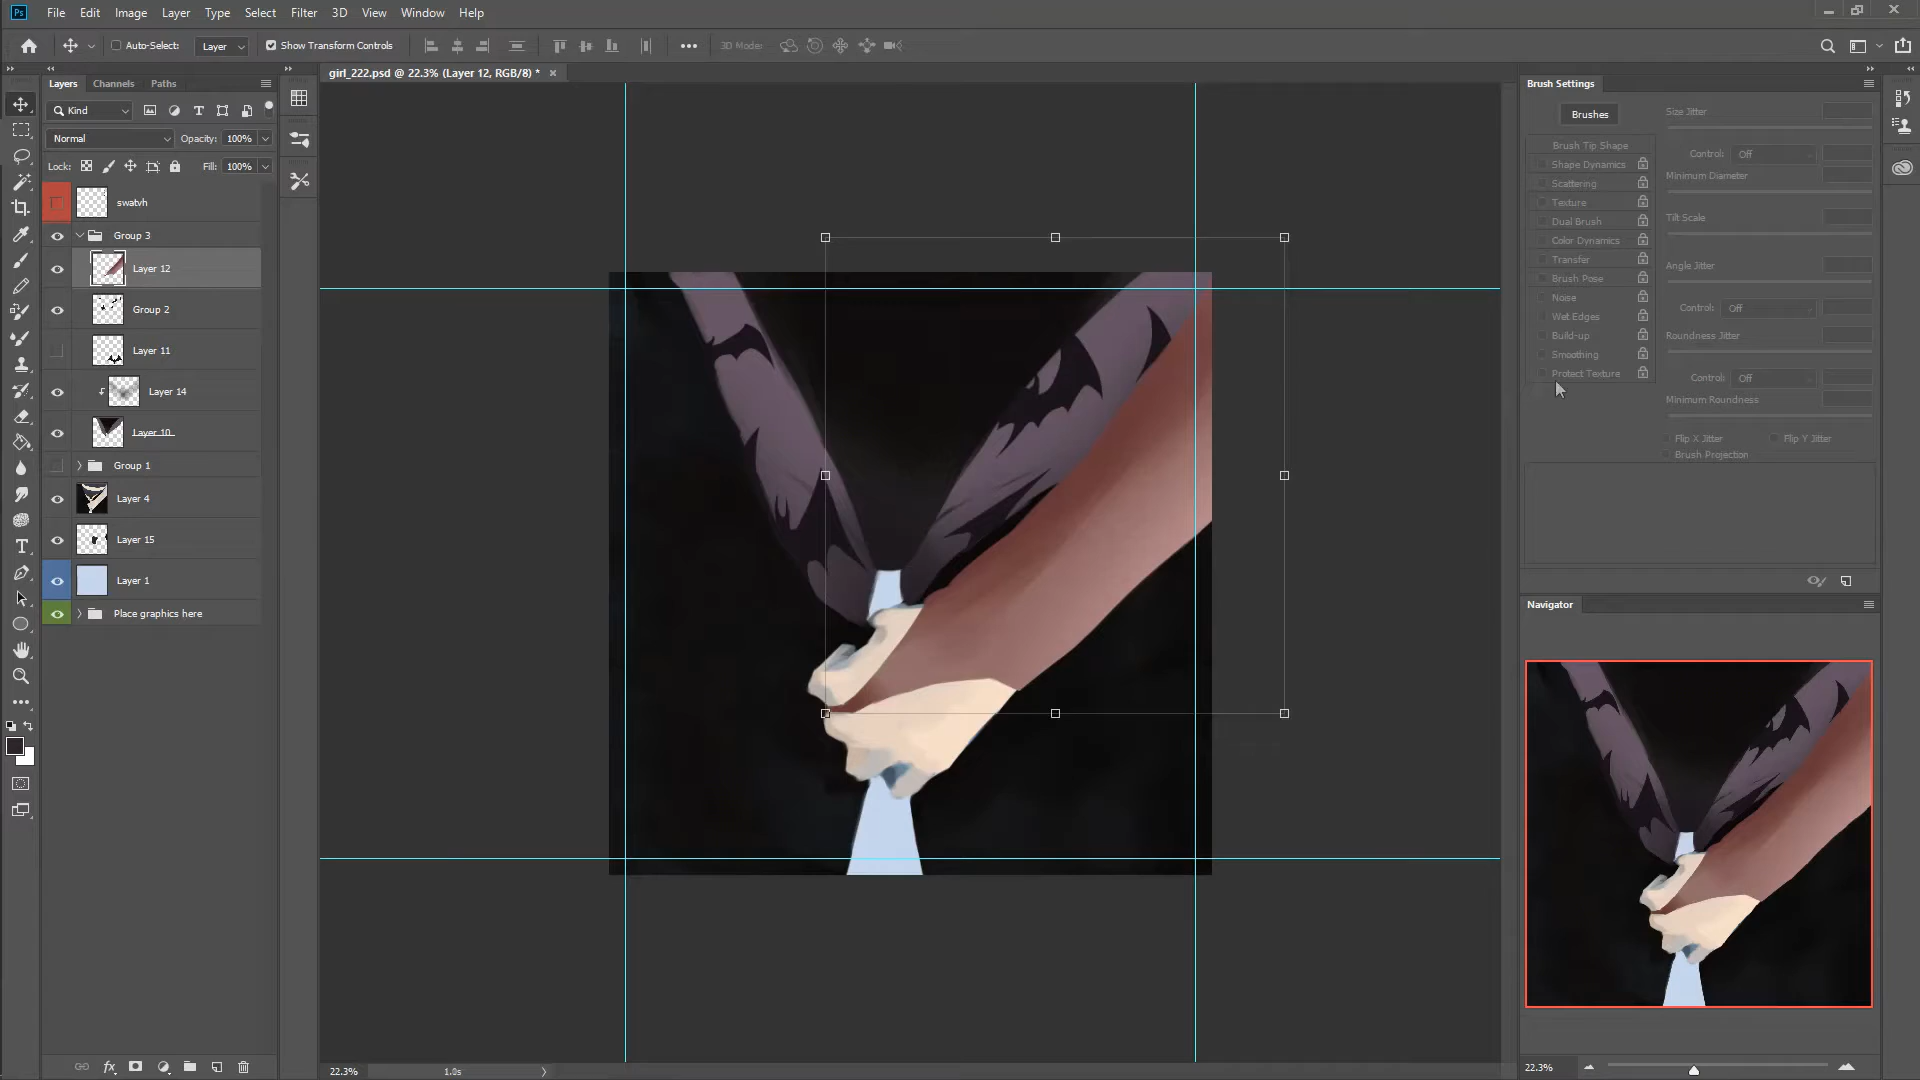 Ps File Edit Image Layer Type Select Filter 3D View Window Help
Auto-Select: Layer Show Transform Controls 3D Mode:
Layers Channels Paths
girl_222.psd @ 22.3% (Layer 12, RGB/8) *
Kind
Normal Opacity: 100%
Lock: Fill: 100%
swatvh
Group 3
Layer 12
Group 2
Layer 11
Layer 14
Layer 10
Group 1
Layer 4
Layer 15
Layer 1
Place graphics here
22.3% 1.0s
Brush Settings
Brushes
Brush Tip Shape
Shape Dynamics
Scattering
Texture
Dual Brush
Color Dynamics
Transfer
Brush Pose
Noise
Wet Edges
Build-up
Smoothing
Protect Texture
Size Jitter
Control: Off
Minimum Diameter
Tilt Scale
Angle Jitter
Control: Off
Roundness Jitter
Control: Off
Minimum Roundness
Flip X Jitter Flip Y Jitter
Brush Projection
Navigator
22.3%